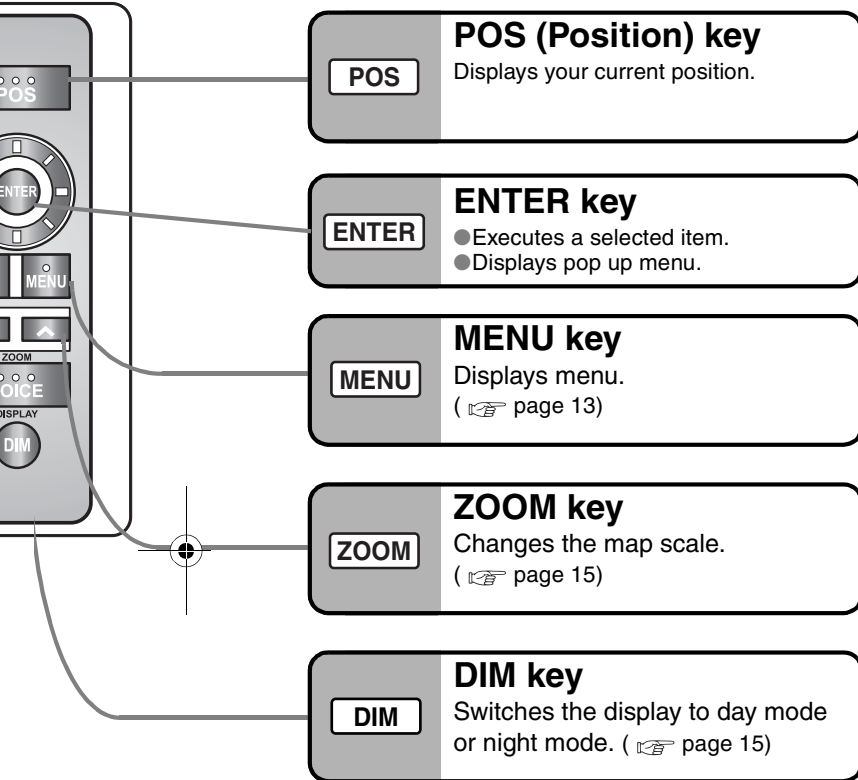 POS
ENTER
MENU
ZOOM
DISPLAY
DIM
POS
POS (Position) key
Displays your current position.
ENTER
ENTER key
●Executes a selected item.
●Displays pop up menu.
MENU
MENU key
Displays menu.
( ☞ page 13)
ZOOM
ZOOM key
Changes the map scale.
( ☞ page 15)
DIM
DIM key
Switches the display to day mode
or night mode. ( ☞ page 15)